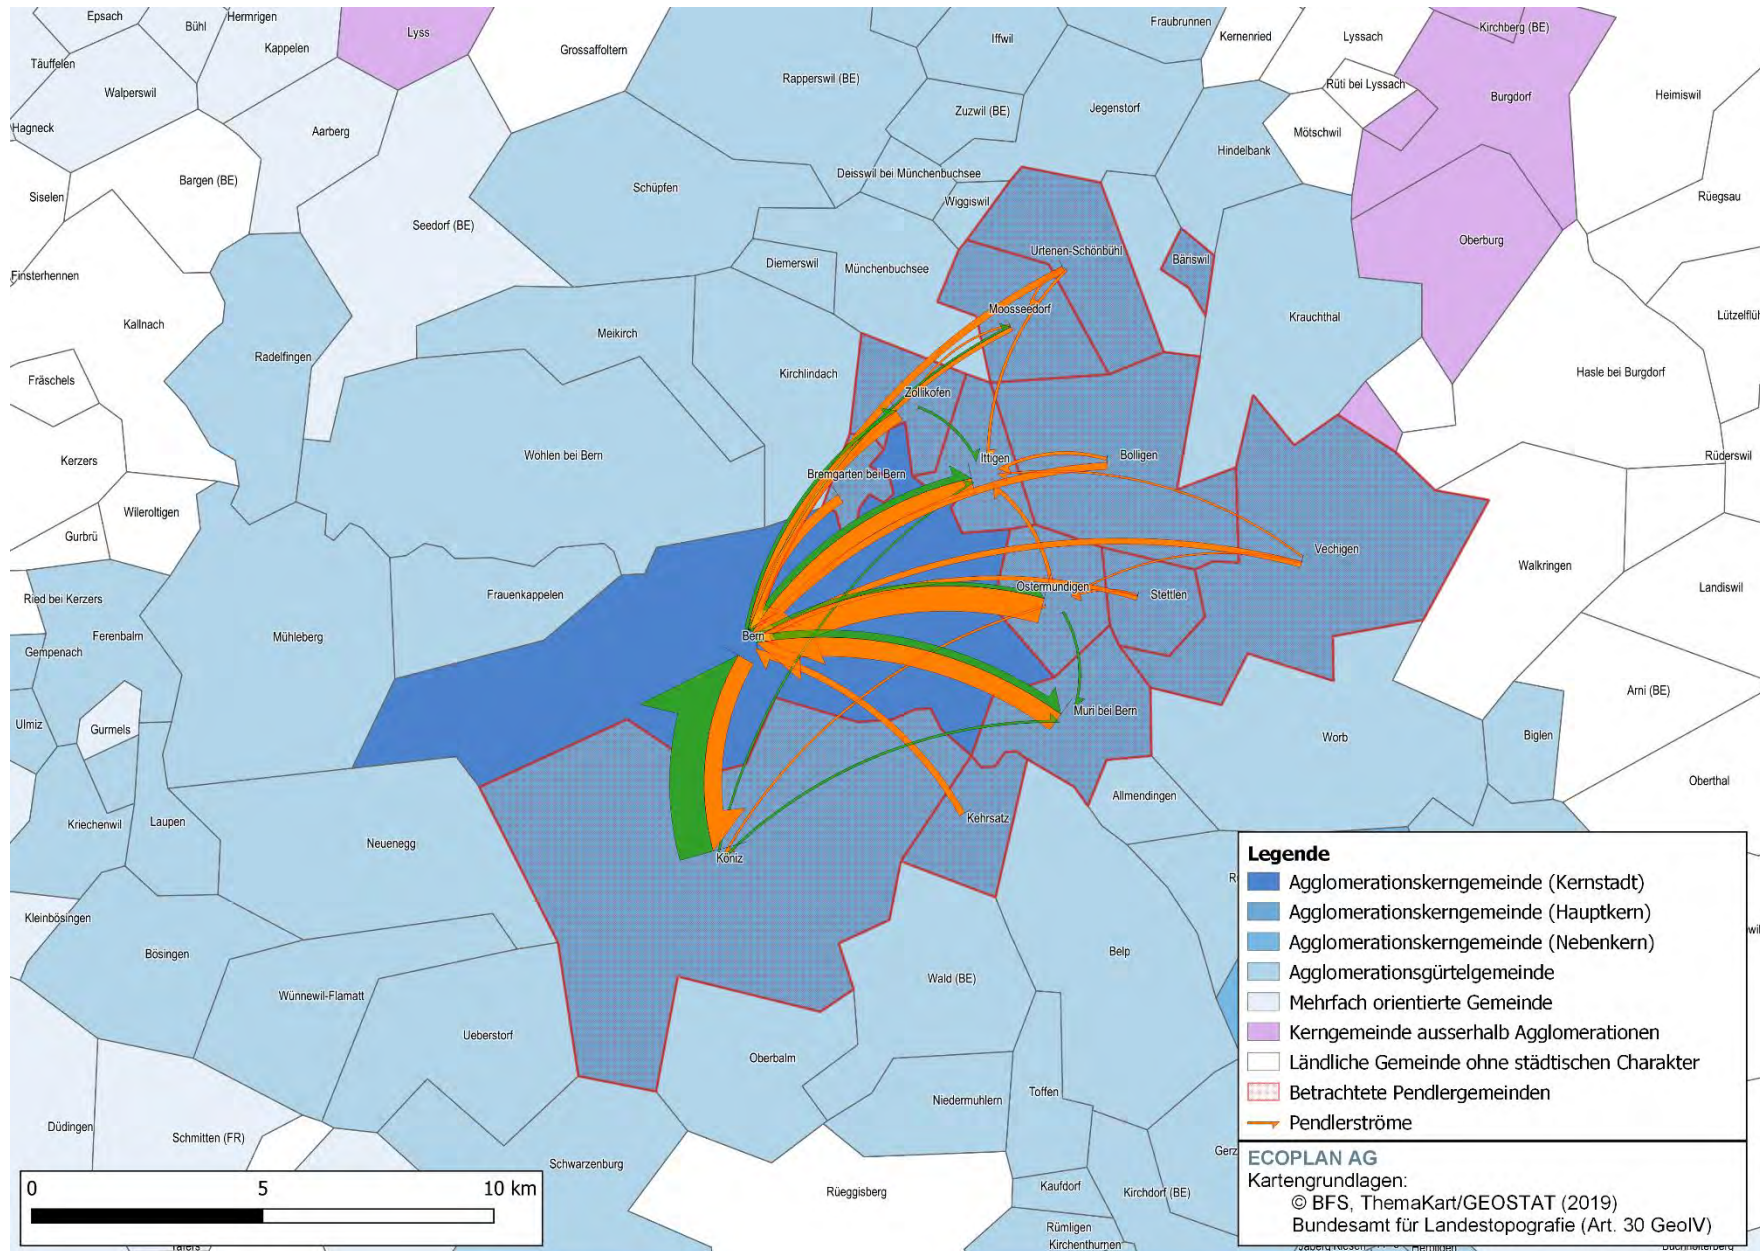 Epsach
Bühl
Hermrigen
Kappelen
Lyss
Grossaffoltern
Rapperswil (BE)
Iffwil
Fraubrunnen
Kernenried
Lyssach
Kirchberg (BE)
Täuffelen
Walperswil
Rüti bei Lyssach
Burgdorf
Heimiswil
Hagneck
Aarberg
Zuzwil (BE)
Jegenstorf
Mötschwil
Hindelbank
Siselen
Bargen (BE)
Schüpfen
Deisswil bei Münchenbuchsee
Wiggiswil
Rüegsau
Seedorf (BE)
Urtenen-Schönbühl
Bäriswil
Oberburg
Finsterhennen
Diemerswil
Münchenbuchsee
Moosseedorf
Krauchthal
Kallnach
Meikirch
Radelfingen
Kirchlindach
Fräschels
Zollikofen
Hasle bei Burgdorf
Kerzers
Wohlen bei Bern
Bremgarten bei Bern
Ittigen
Bolligen
Rüderswil
Wileroltigen
Gurbrü
Vechigen
Walkringen
Landiswil
Ried bei Kerzers
Frauenkappelen
Ostermundigen
Stettlen
Ferenbalm
Mühleberg
Bern
Gempenach
Arni (BE)
Ulmiz
Gurmels
Muri bei Bern
Worb
Biglen
Oberthal
Allmendingen
Kriechenwil
Laupen
Neuenegg
Kehrsatz
Köniz
Kleinbösingen
Bösingen
Wald (BE)
Belp
Wünnewil-Flamatt
Ueberstorf
Oberbalm
Niedermuhlern
Toffen
Düdingen
Schmitten (FR)
Schwarzenburg
Rüeggisberg
Kaufdorf
Kirchdorf (BE)
Rümligen
Kirchenthurnen
0 5 10 km
Legende
Agglomerationskerngemeinde (Kernstadt)
Agglomerationskerngemeinde (Hauptkern)
Agglomerationskerngemeinde (Nebenkern)
Agglomerationsgürtelgemeinde
Mehrfach orientierte Gemeinde
Kerngemeinde ausserhalb Agglomerationen
Ländliche Gemeinde ohne städtischen Charakter
Betrachtete Pendlergemeinden
Pendlerströme
ECOPLAN AG
Kartengrundlagen:
© BFS, ThemaKart/GEOSTAT (2019)
Bundesamt für Landestopografie (Art. 30 GeoIV)